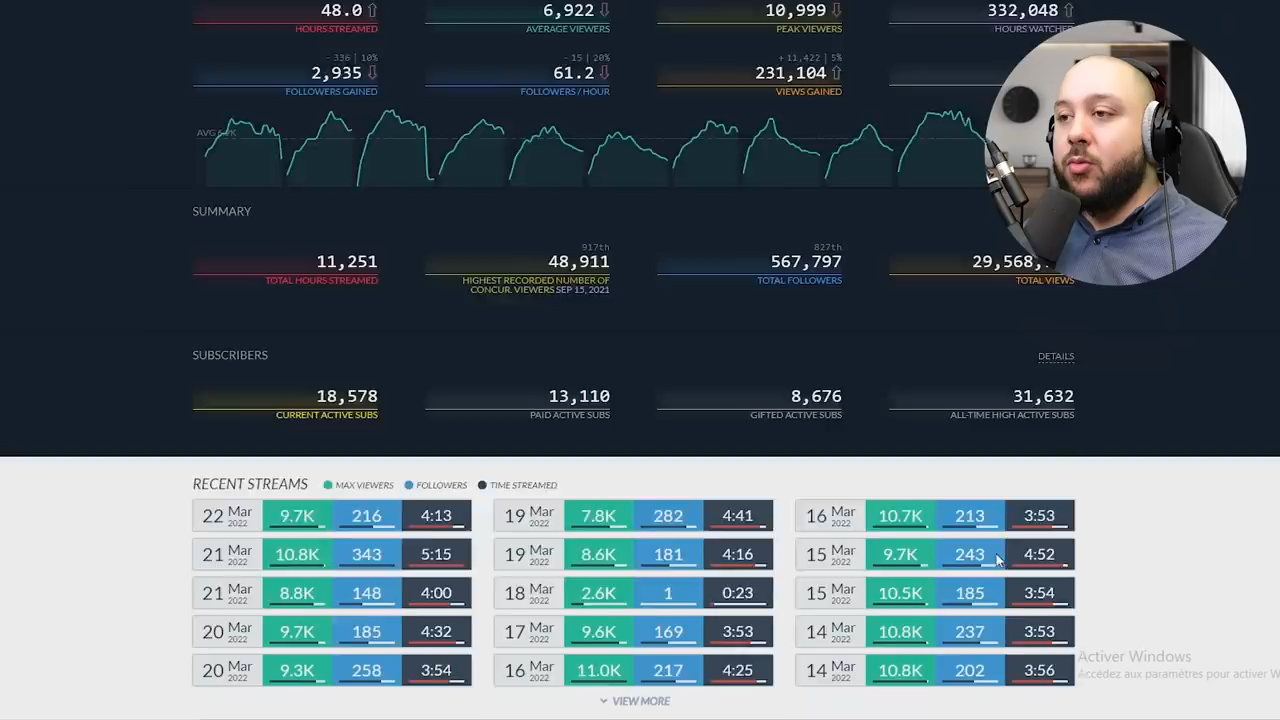 48.0 6,922 10,999 332,048
HOURS STREAMED AVERAGE VIEWERS PEAK VIEWERS HOURS WATCHED
- 336 | 10% - 15 | 20% + 11,422 | 5%
2,935 61.2 231,104
FOLLOWERS GAINED FOLLOWERS / HOUR VIEWS GAINED
AVG
SUMMARY
917th 827th
11,251 48,911 567,797 29,568,
TOTAL HOURS STREAMED HIGHEST RECORDED NUMBER OF TOTAL FOLLOWERS TOTAL VIEWS
CONCUR. VIEWERS SEP 15, 2021
SUBSCRIBERS DETAILS
18,578 13,110 8,676 31,632
CURRENT ACTIVE SUBS PAID ACTIVE SUBS GIFTED ACTIVE SUBS ALL-TIME HIGH ACTIVE SUBS
RECENT STREAMS MAX VIEWERS FOLLOWERS TIME STREAMED
22 Mar 2022 9.7K 216 4:13 19 Mar 2022 7.8K 282 4:41 16 Mar 2022 10.7K 213 3:53
21 Mar 2022 10.8K 343 5:15 19 Mar 2022 8.6K 181 4:16 15 Mar 2022 9.7K 243 4:52
21 Mar 2022 8.8K 148 4:00 18 Mar 2022 2.6K 1 0:23 15 Mar 2022 10.5K 185 3:54
20 Mar 2022 9.7K 185 4:32 17 Mar 2022 9.6K 169 3:53 14 Mar 2022 10.8K 237 3:53
20 Mar 2022 9.3K 258 3:54 16 Mar 2022 11.0K 217 4:25 14 Mar 2022 10.8K 202 3:56
VIEW MORE
Activer Windows
Accédez aux paramètres pour activer W